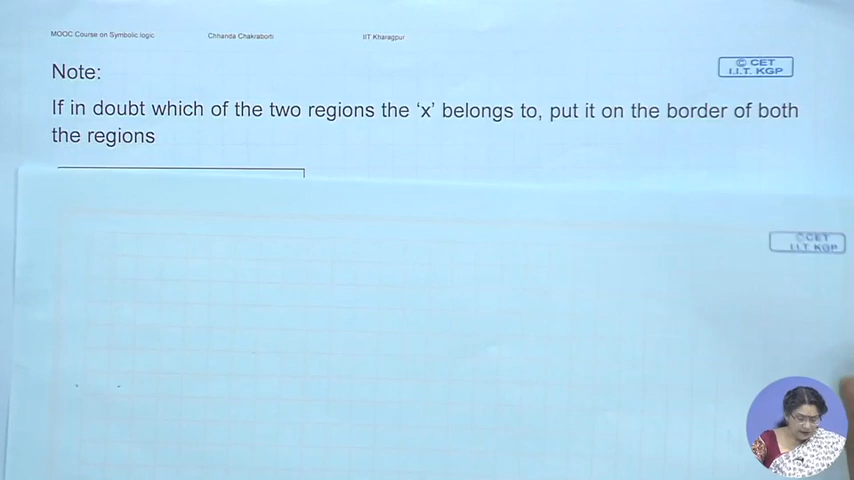 MOOC Course on Symbolic logic Chhanda Chakraborti IIT Kharagpur
© CET
I.I.T. KGP
Note:
If in doubt which of the two regions the ‘x’ belongs to, put it on the border of both
the regions
© CET
I.I.T. KGP